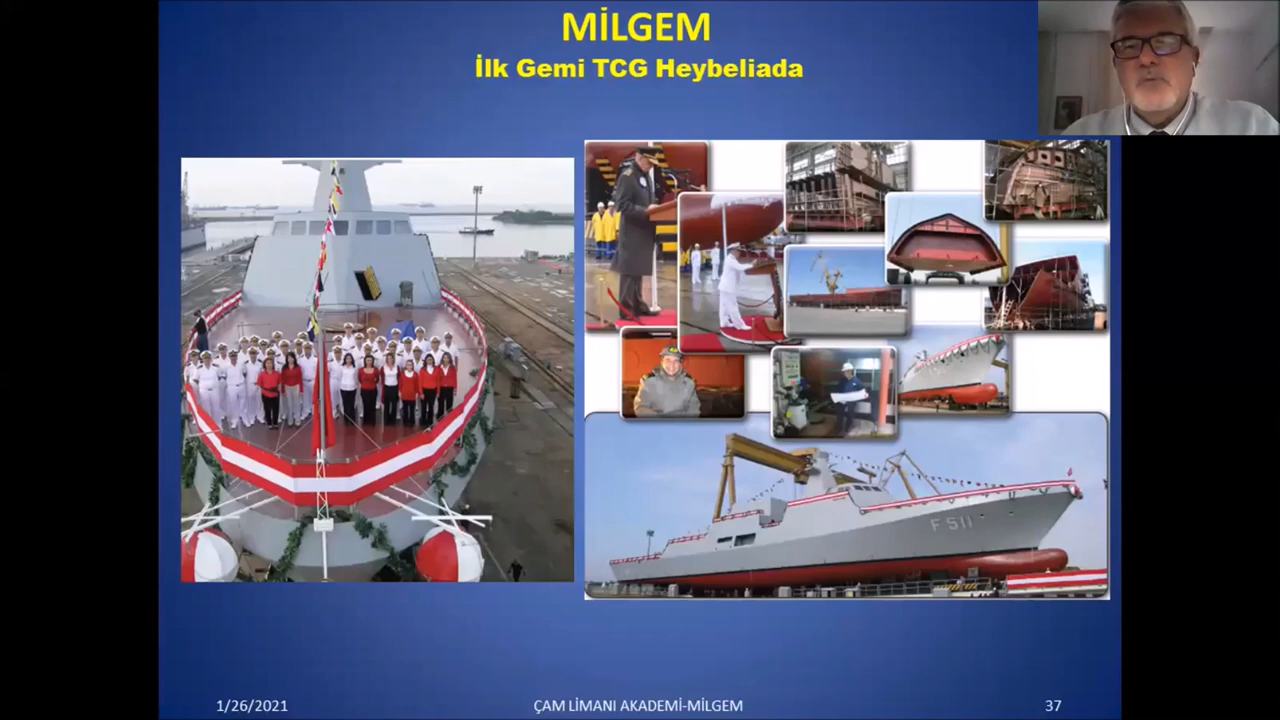 MİLGEM
İlk Gemi TCG Heybeliada
F 511
1/26/2021
ÇAM LİMANI AKADEMİ-MİLGEM
37